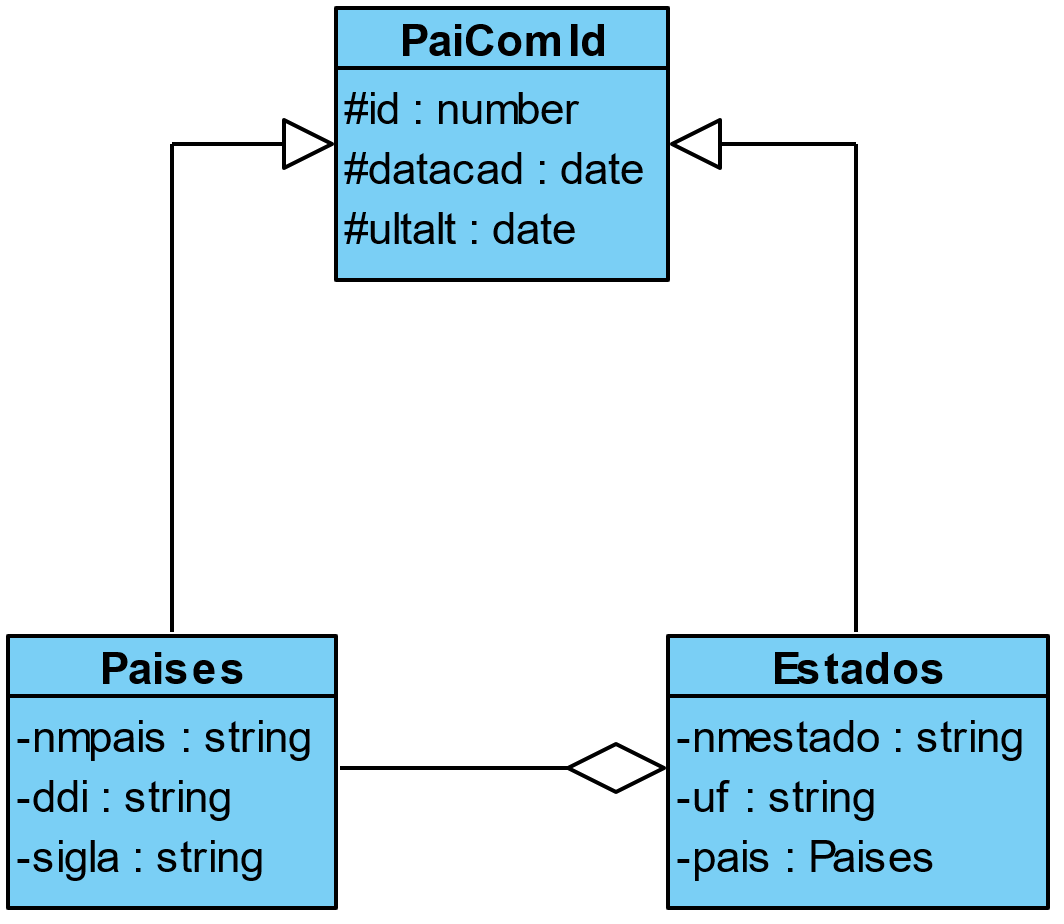 PaiComId
#id : number
#datacad : date
#ultalt : date
Paises
-nmpais : string
-ddi : string
-sigla : string
Estados
-nmestado : string
-uf : string
-pais : Paises